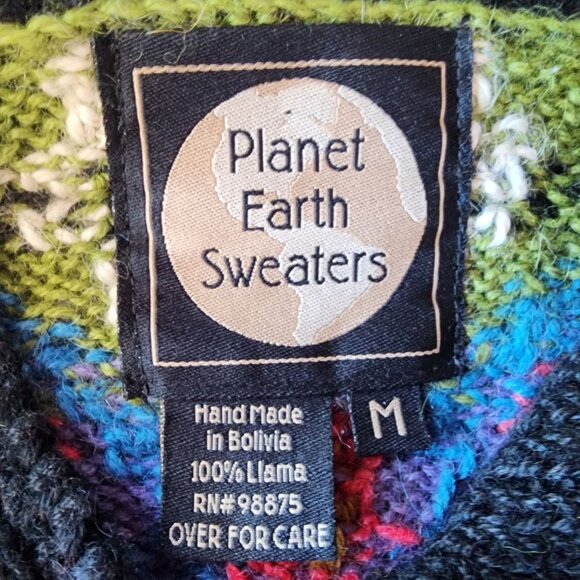 Planet
Earth
Sweaters
M
Hand Made
in Bolivia
100% Llama
RN#98875
OVER FOR CARE